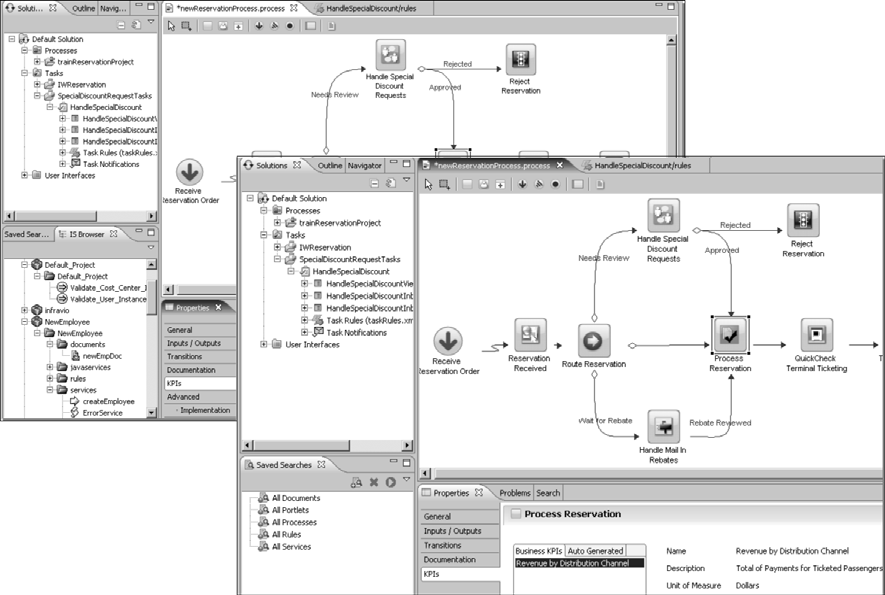 Soluti...
Outline
Navig...
*newReservationProcess.process
HandleSpecialDiscount/rules
Default Solution
Processes
trainReservationProject
Tasks
IWReservation
SpecialDiscountRequestTasks
HandleSpecialDiscount
HandleSpecialDiscount
HandleSpecialDiscountI
HandleSpecialDiscountI
Task Rules (taskRules.x
Task Notifications
User Interfaces
Handle Special
Discount
Requests
Rejected
Reject
Reservation
Approved
Needs Review
Receive
Reservation Order
Saved Sear...
IS Browser
Default_Project
Default_Project
Validate_Cost_Center_I
Validate_User_Instance
infravio
NewEmployee
NewEmployee
documents
newEmpDoc
javaservices
rules
services
createEmployee
ErrorService
Properties
General
Inputs / Outputs
Transitions
Documentation
KPIs
Advanced
- Implementation
Solutions
Outline
Navigator
*newReservationProcess.process
HandleSpecialDiscount/rules
Default Solution
Processes
trainReservationProject
Tasks
IWReservation
SpecialDiscountRequestTasks
HandleSpecialDiscount
HandleSpecialDiscountVie
HandleSpecialDiscountInb
HandleSpecialDiscountInb
Task Rules (taskRules.xm
Task Notifications
User Interfaces
Handle Special
Discount
Requests
Rejected
Reject
Reservation
Approved
Needs Review
Receive
Reservation Order
Reservation
Received
Route Reservation
Process
Reservation
QuickCheck
Terminal Ticketing
T
Wait for Rebate
Rebate Reviewed
Handle Mail In
Rebates
Saved Searches
All Documents
All Portlets
All Processes
All Rules
All Services
Properties
Problems
Search
General
Inputs / Outputs
Transitions
Documentation
KPIs
Process Reservation
Business KPIs
Auto Generated
Revenue by Distribution Channel
Name
Revenue by Distribution Channel
Description
Total of Payments for Ticketed Passengers
Unit of Measure
Dollars